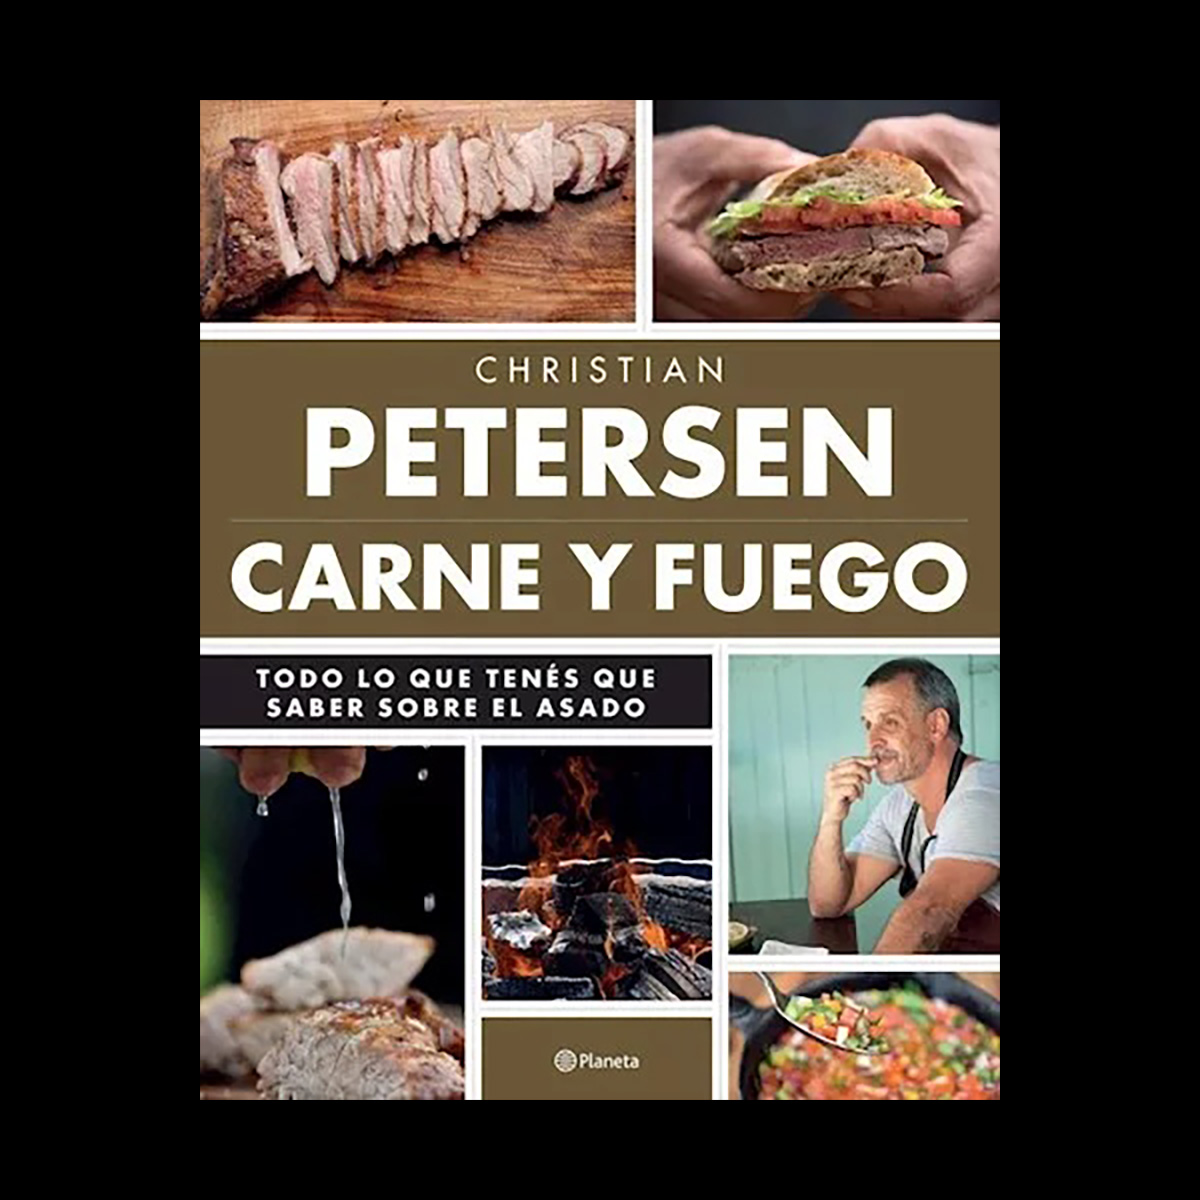 CHRISTIAN
PETERSEN
CARNE Y FUEGO
TODO LO QUE TENÉS QUE
SABER SOBRE EL ASADO
Planeta